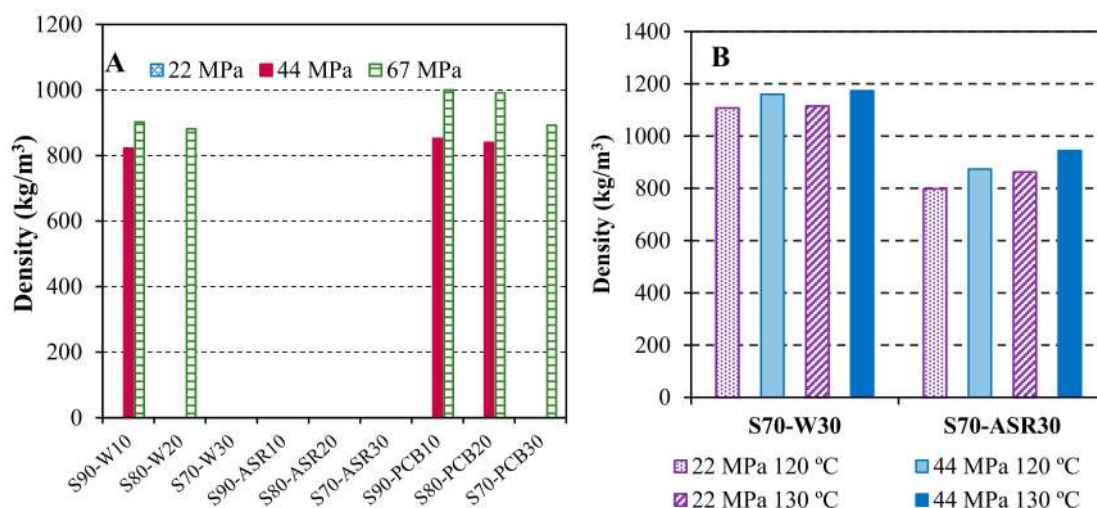 A
22 MPa 44 MPa 67 MPa
Density (kg/m³)
1200
1000
800
600
400
200
0
S90-W10
S80-W20
S70-W30
S90-ASR10
S80-ASR20
S70-ASR30
S90-PCB10
S80-PCB20
S70-PCB30
B
Density (kg/m³)
1400
1200
1000
800
600
400
200
0
S70-W30 S70-ASR30
22 MPa 120 ºC 44 MPa 120 ºC
22 MPa 130 ºC 44 MPa 130 ºC